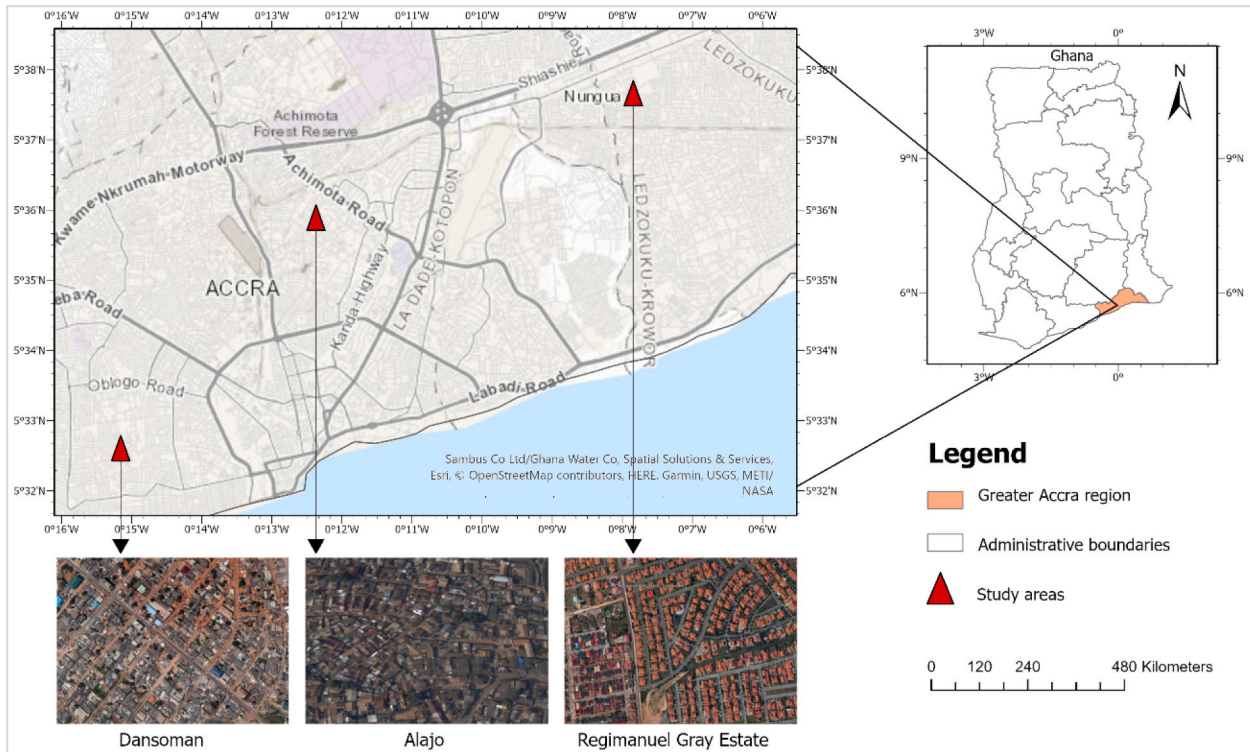 0°16'W 0°15'W 0°14'W 0°13'W 0°12'W 0°11'W 0°10'W 0°9'W 0°8'W 0°7'W 0°6'W
5°38'N
5°37'N
5°36'N
5°35'N
5°34'N
5°33'N
5°32'N
Shiashie
Road
LEDZOKUKU
LEDZOKUKU
Nungua
Achimota
Forest Reserve
Kwame-Nkrumah-Motorway
Achimota-Road
LA DADE-KOTOPON
LEDZOKUKU-KROWOR
ACCRA
Kanda-Highway
eba-Road
Oblogo-Road
Labadi-Road
Sambus Co Ltd/Ghana Water Co, Spatial Solutions & Services,
Esri, © OpenStreetMap contributors, HERE, Garmin, USGS, METI/
NASA
5°38'N
5°37'N
5°36'N
5°35'N
5°34'N
5°33'N
5°32'N
0°16'W 0°15'W 0°14'W 0°13'W 0°12'W 0°11'W 0°10'W 0°9'W 0°8'W 0°7'W 0°6'W
Dansoman
Alajo
Regimanuel Gray Estate
3°W 0°
Ghana
N
9°N 9°N
6°N 6°N
3°W 0°
Legend
Greater Accra region
Administrative boundaries
Study areas
0 120 240 480 Kilometers